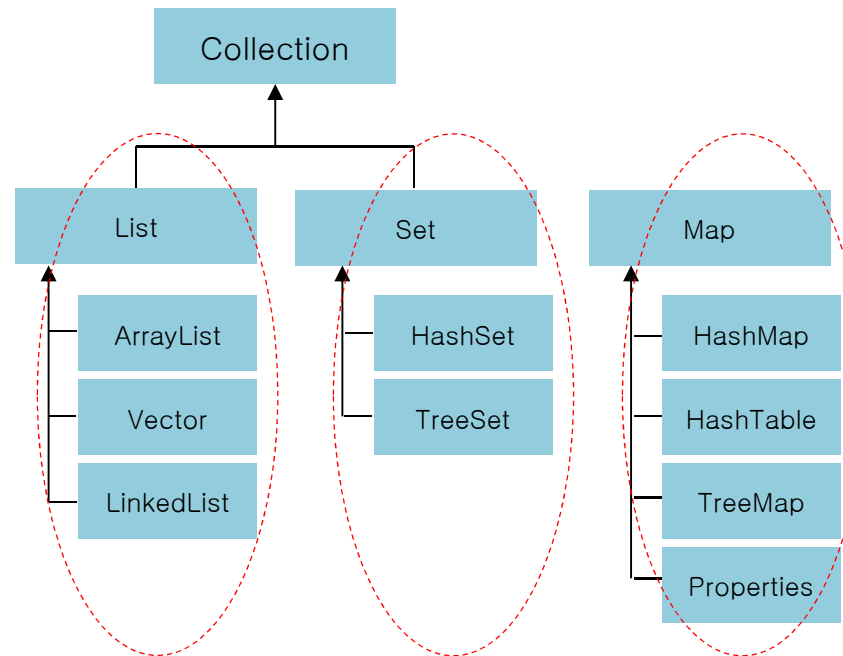 Collection
List
Set
Map
ArrayList
HashSet
HashMap
Vector
TreeSet
HashTable
LinkedList
TreeMap
Properties